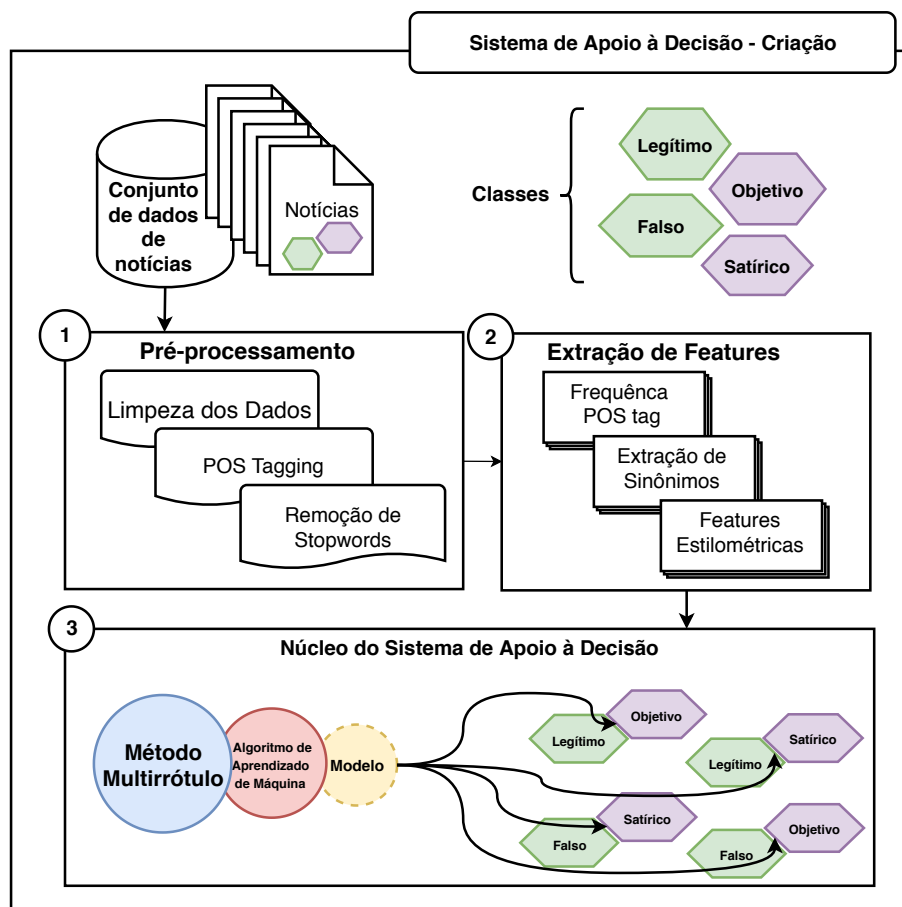 Sistema de Apoio à Decisão - Criação
Conjunto
de dados
de
notícias
Notícias
Classes
Legítimo
Objetivo
Falso
Satírico
1
Pré-processamento
Limpeza dos Dados
POS Tagging
Remoção de
Stopwords
2
Extração de Features
Frequênca
POS tag
Extração de
Sinônimos
Features
Estilométricas
3
Núcleo do Sistema de Apoio à Decisão
Método
Multirrótulo
Algoritmo de
Aprendizado
de Máquina
Modelo
Legítimo
Objetivo
Legítimo
Satírico
Falso
Satírico
Falso
Objetivo